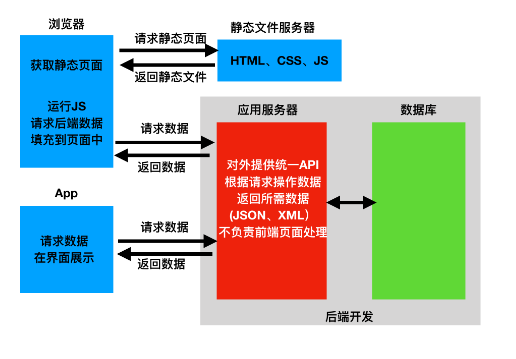 浏览器
静态文件服务器
请求静态页面
获取静态页面
HTML、CSS、JS
返回静态文件
运行JS
请求后端数据
填充到页面中
应用服务器
数据库
请求数据
返回数据
对外提供统一API
根据请求操作数据
返回所需数据
(JSON、XML）
不负责前端页面处理
App
请求数据
请求数据
在界面展示
返回数据
后端开发